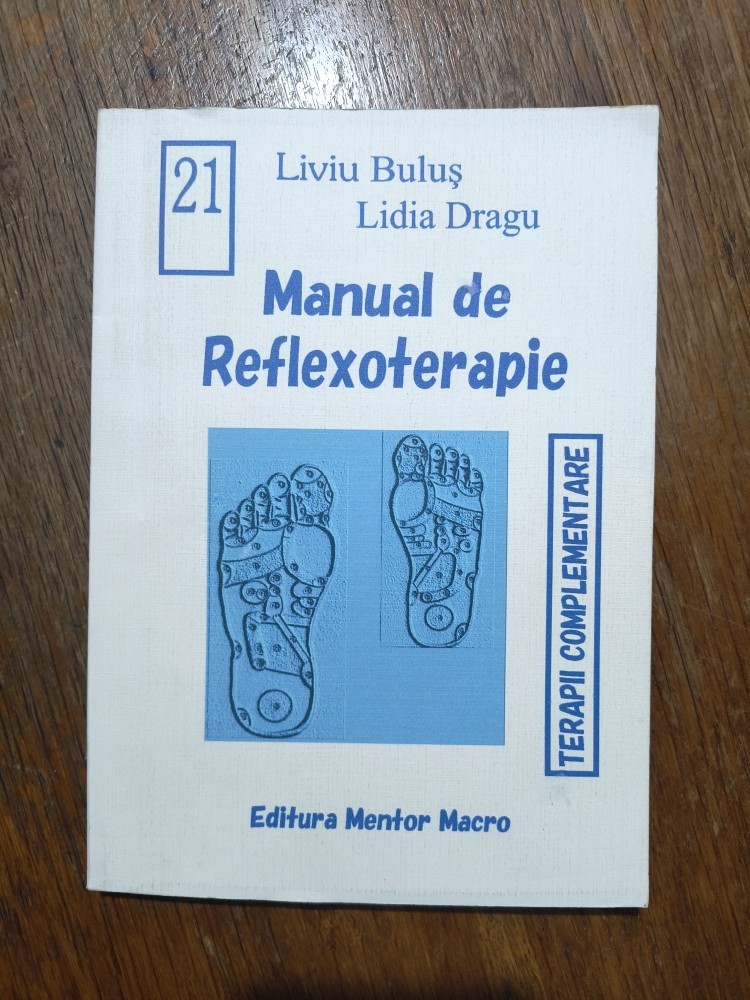 21
Liviu Buluş
Lidia Dragu
Manual de
Reflexoterapie
TERAPII COMPLEMENTARE
Editura Mentor Macro